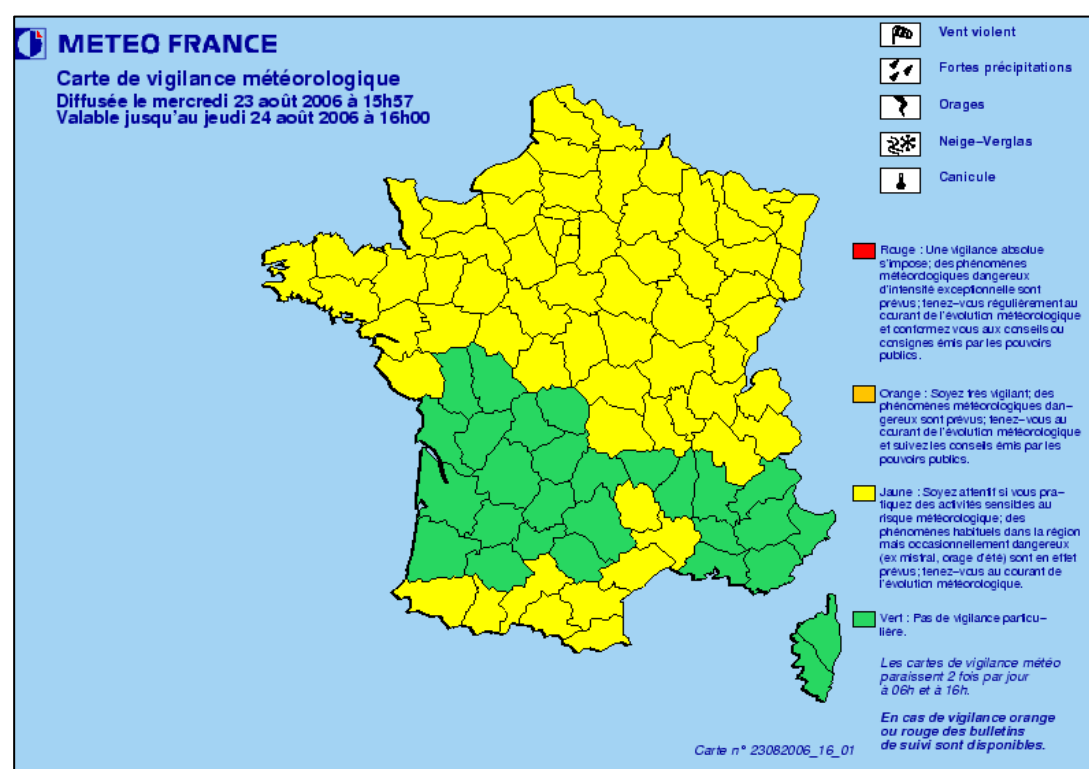 METEO FRANCE
Carte de vigilance météorologique
Diffusée le mercredi 23 août 2006 à 15h57
Valable jusqu'au jeudi 24 août 2006 à 16h00
Vent violent
Fortes précipitations
Orages
Neige-Verglas
Canicule
Rouge : Une vigilance absolue
s'impose; des phénomènes
météorologiques dangereux
d'intensité exceptionnelle sont
prévus; tenez-vous régulièrement au
courant de l'évolution météorologique
et conformez vous aux conseils ou
consignes émis par les pouvoirs
publics.
Orange : Soyez très vigilant; des
phénomènes météorologiques dan-
gereux sont prévus; tenez-vous au
courant de l'évolution météorologique
et suivez les conseils émis par les
pouvoirs publics.
Jaune : Soyez attentif si vous pra-
tiquez des activités sensibles au
risque météorologique; des
phénomènes habituels dans la région
mais occasionnellement dangereux
(ex mistral, orage d'été) sont en effet
prévus; tenez-vous au courant de
l'évolution météorologique.
Vert : Pas de vigilance particu-
lière.
Les cartes de vigilance météo
paraissent 2 fois par jour
à 06h et à 16h.
En cas de vigilance orange
ou rouge des bulletins
de suivi sont disponibles.
Carte n° 23082006_16_01